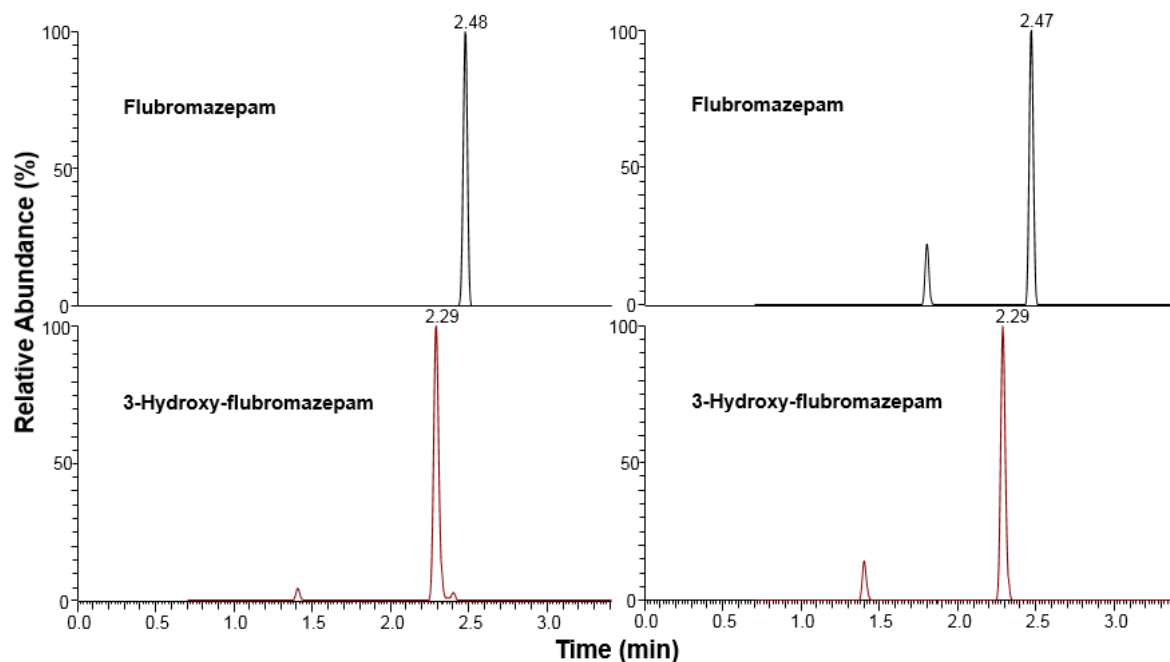 2.48
100
Flubromazepam
50
0
2.47
100
Flubromazepam
50
0
Relative Abundance (%)
2.29
100
3-Hydroxy-flubromazepam
50
0
0.0 0.5 1.0 1.5 2.0 2.5 3.0
2.29
100
3-Hydroxy-flubromazepam
50
0
0.0 0.5 1.0 1.5 2.0 2.5 3.0
Time (min)